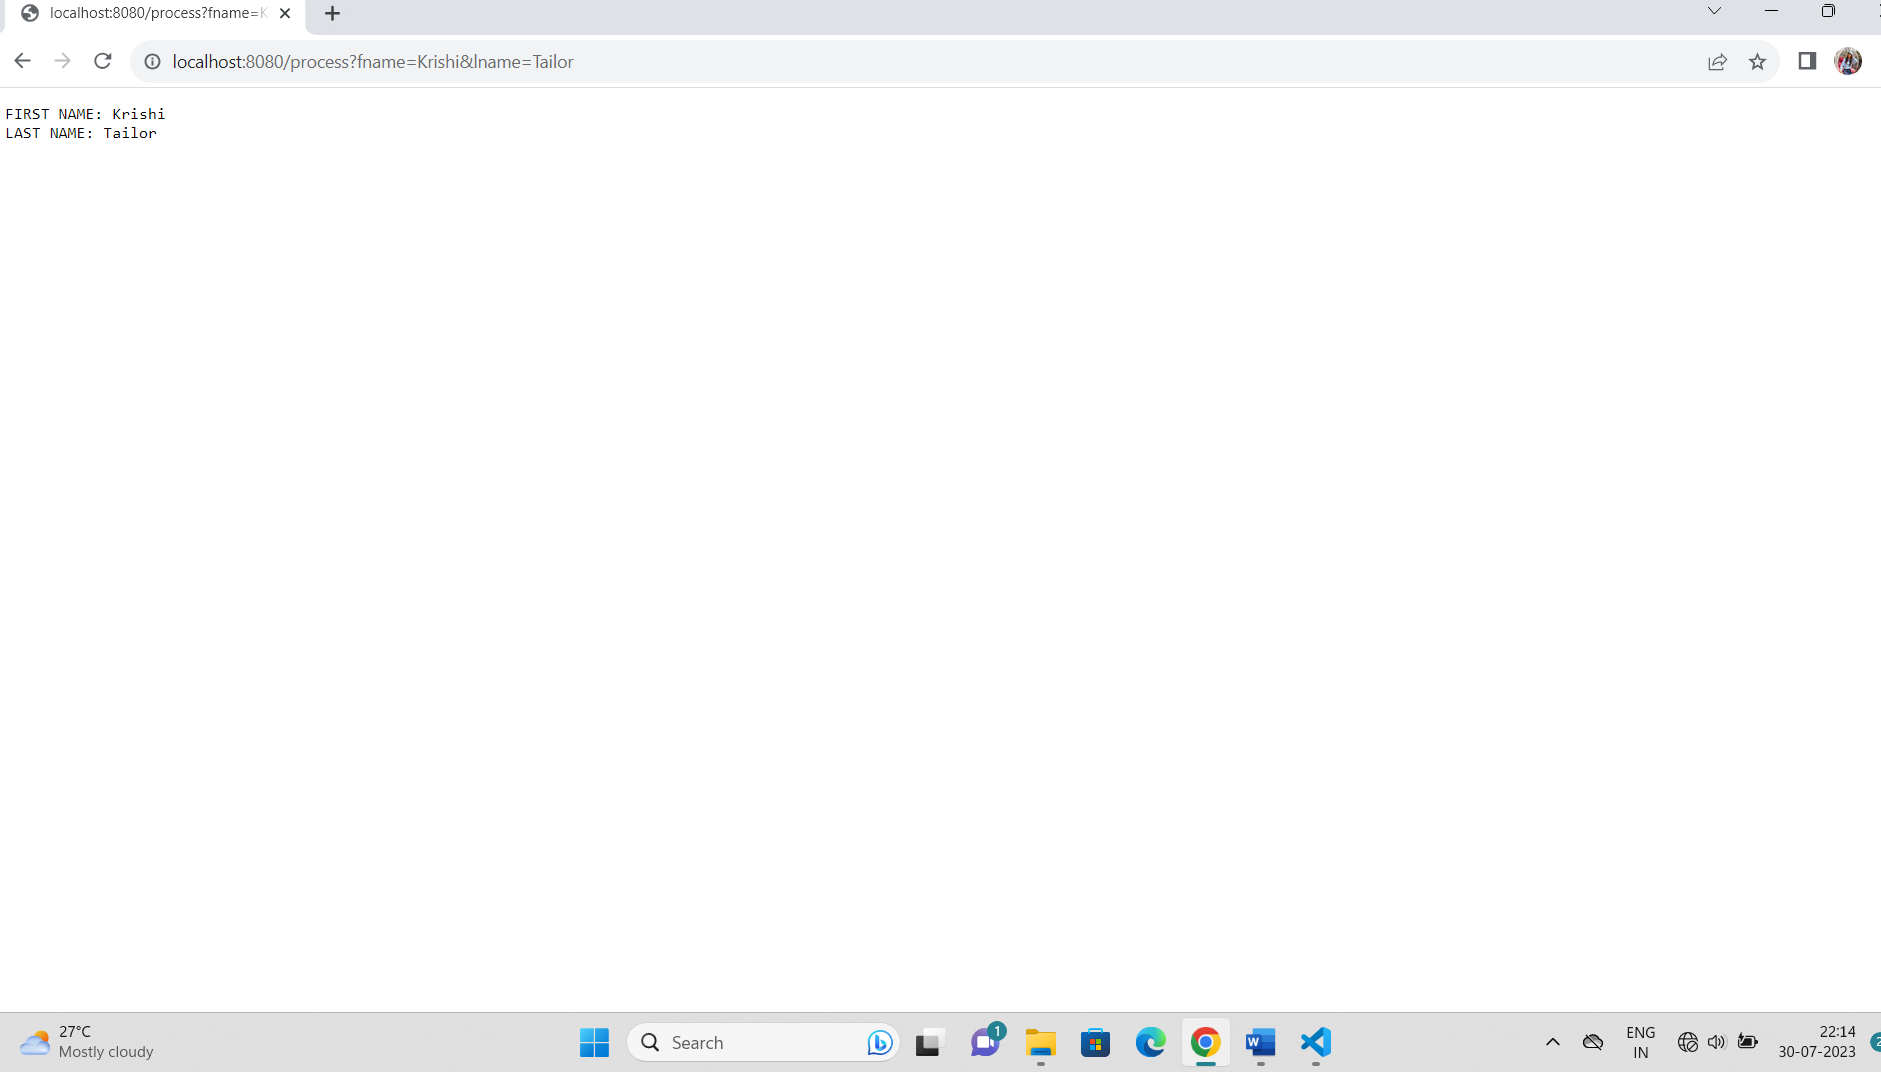 localhost:8080/process?fname=K
localhost:8080/process?fname=Krishi&lname=Tailor
FIRST NAME: Krishi
LAST NAME: Tailor
27°C
Mostly cloudy
Search
1
W
ENG
IN
22:14
30-07-2023
2